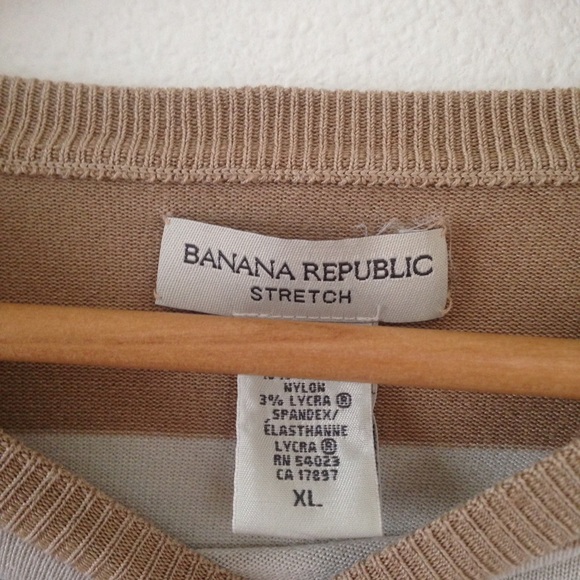 BANANA REPUBLIC
STRETCH
NYLON
3% LYCRA ®
SPANDEX/
ÉLASTHANNE
LYCRA ®
RN 54023
CA 17897
XL